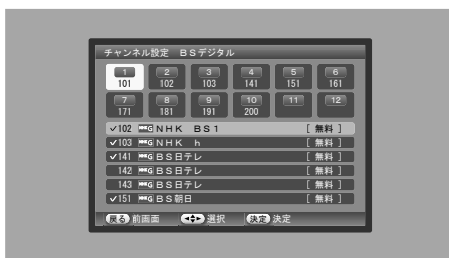 チャンネル設定 BSデジタル
1 2 3 4 5 6
101 102 103 141 151 161
7 8 9 10 11 12
171 181 191 200
✓102 G NHK BS1 [ 無料 ]
✓103 G NHK h [ 無料 ]
✓141 G BS日テレ [ 無料 ]
142 G BS日テレ [ 無料 ]
143 G BS日テレ [ 無料 ]
✓151 G BS朝日 [ 無料 ]
戻る 前画面 選択 決定 決定